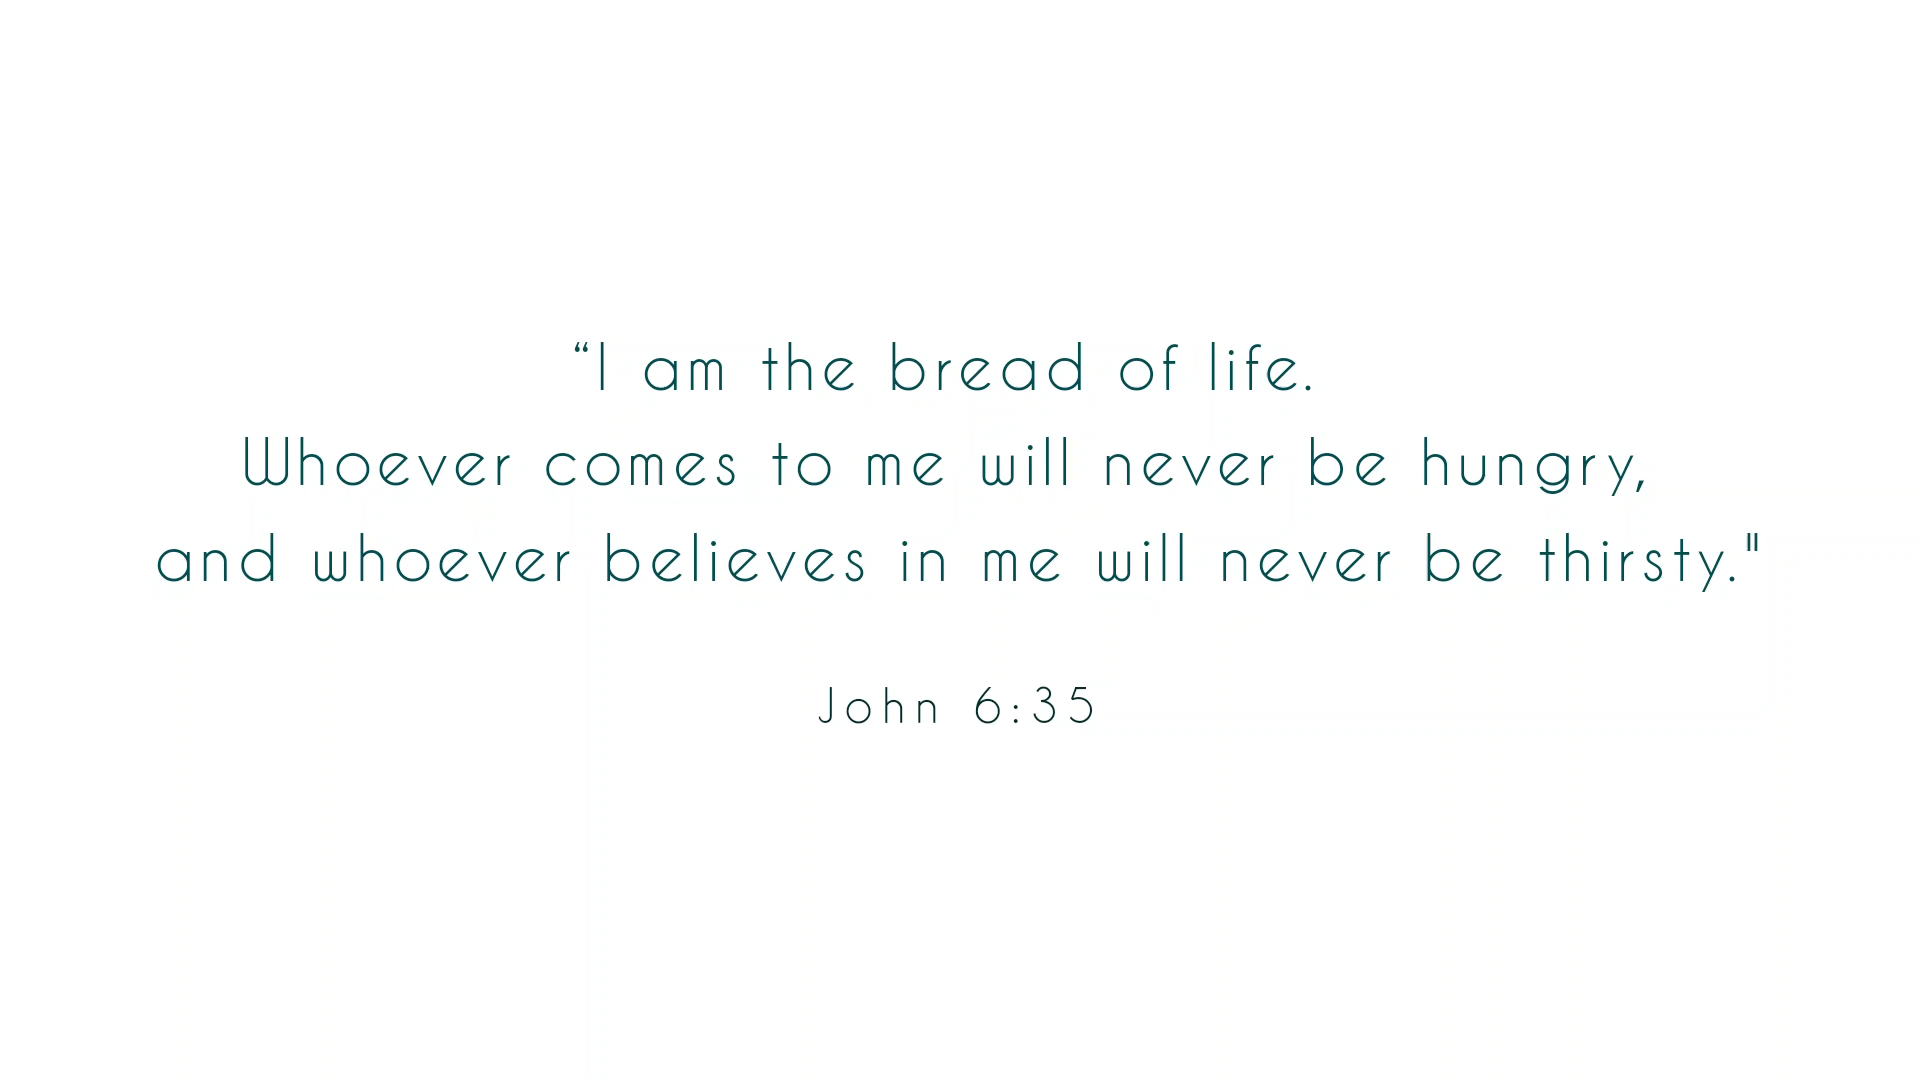 “I am the bread of life.
Whoever comes to me will never be hungry,
and whoever believes in me will never be thirsty."
John 6:35